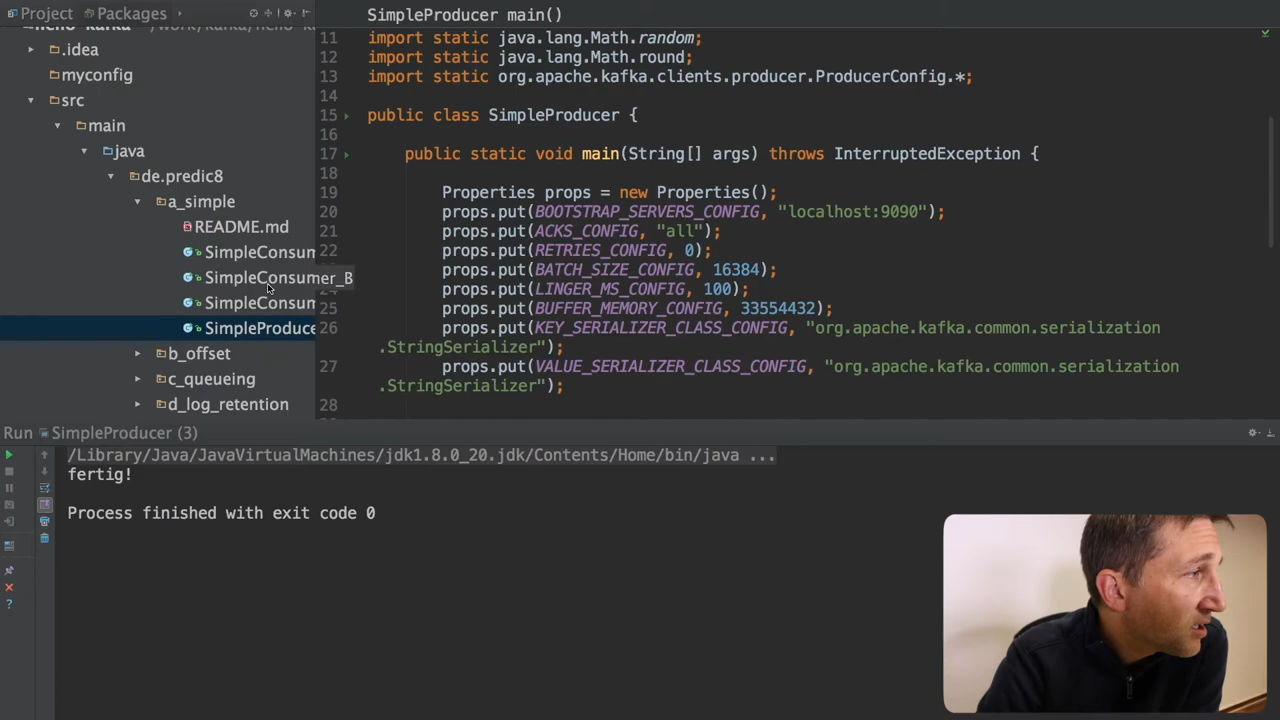 Project
Packages
.idea
myconfig
src
main
java
de.predic8
a_simple
README.md
SimpleConsum
SimpleConsumer_B
SimpleConsum
SimpleProduce
b_offset
c_queueing
d_log_retention
SimpleProducer main()
11 import static java.lang.Math.random;
12 import static java.lang.Math.round;
13 import static org.apache.kafka.clients.producer.ProducerConfig.*;
14
15 public class SimpleProducer {
16
17 public static void main(String[] args) throws InterruptedException {
18
19 Properties props = new Properties();
20 props.put(BOOTSTRAP_SERVERS_CONFIG, "localhost:9090");
21 props.put(ACKS_CONFIG, "all");
22 props.put(RETRIES_CONFIG, 0);
props.put(BATCH_SIZE_CONFIG, 16384);
props.put(LINGER_MS_CONFIG, 100);
25 props.put(BUFFER_MEMORY_CONFIG, 33554432);
26 props.put(KEY_SERIALIZER_CLASS_CONFIG, "org.apache.kafka.common.serialization
.StringSerializer");
27 props.put(VALUE_SERIALIZER_CLASS_CONFIG, "org.apache.kafka.common.serialization
.StringSerializer");
28
Run SimpleProducer (3)
/Library/Java/JavaVirtualMachines/jdk1.8.0_20.jdk/Contents/Home/bin/java ...
fertig!
Process finished with exit code 0